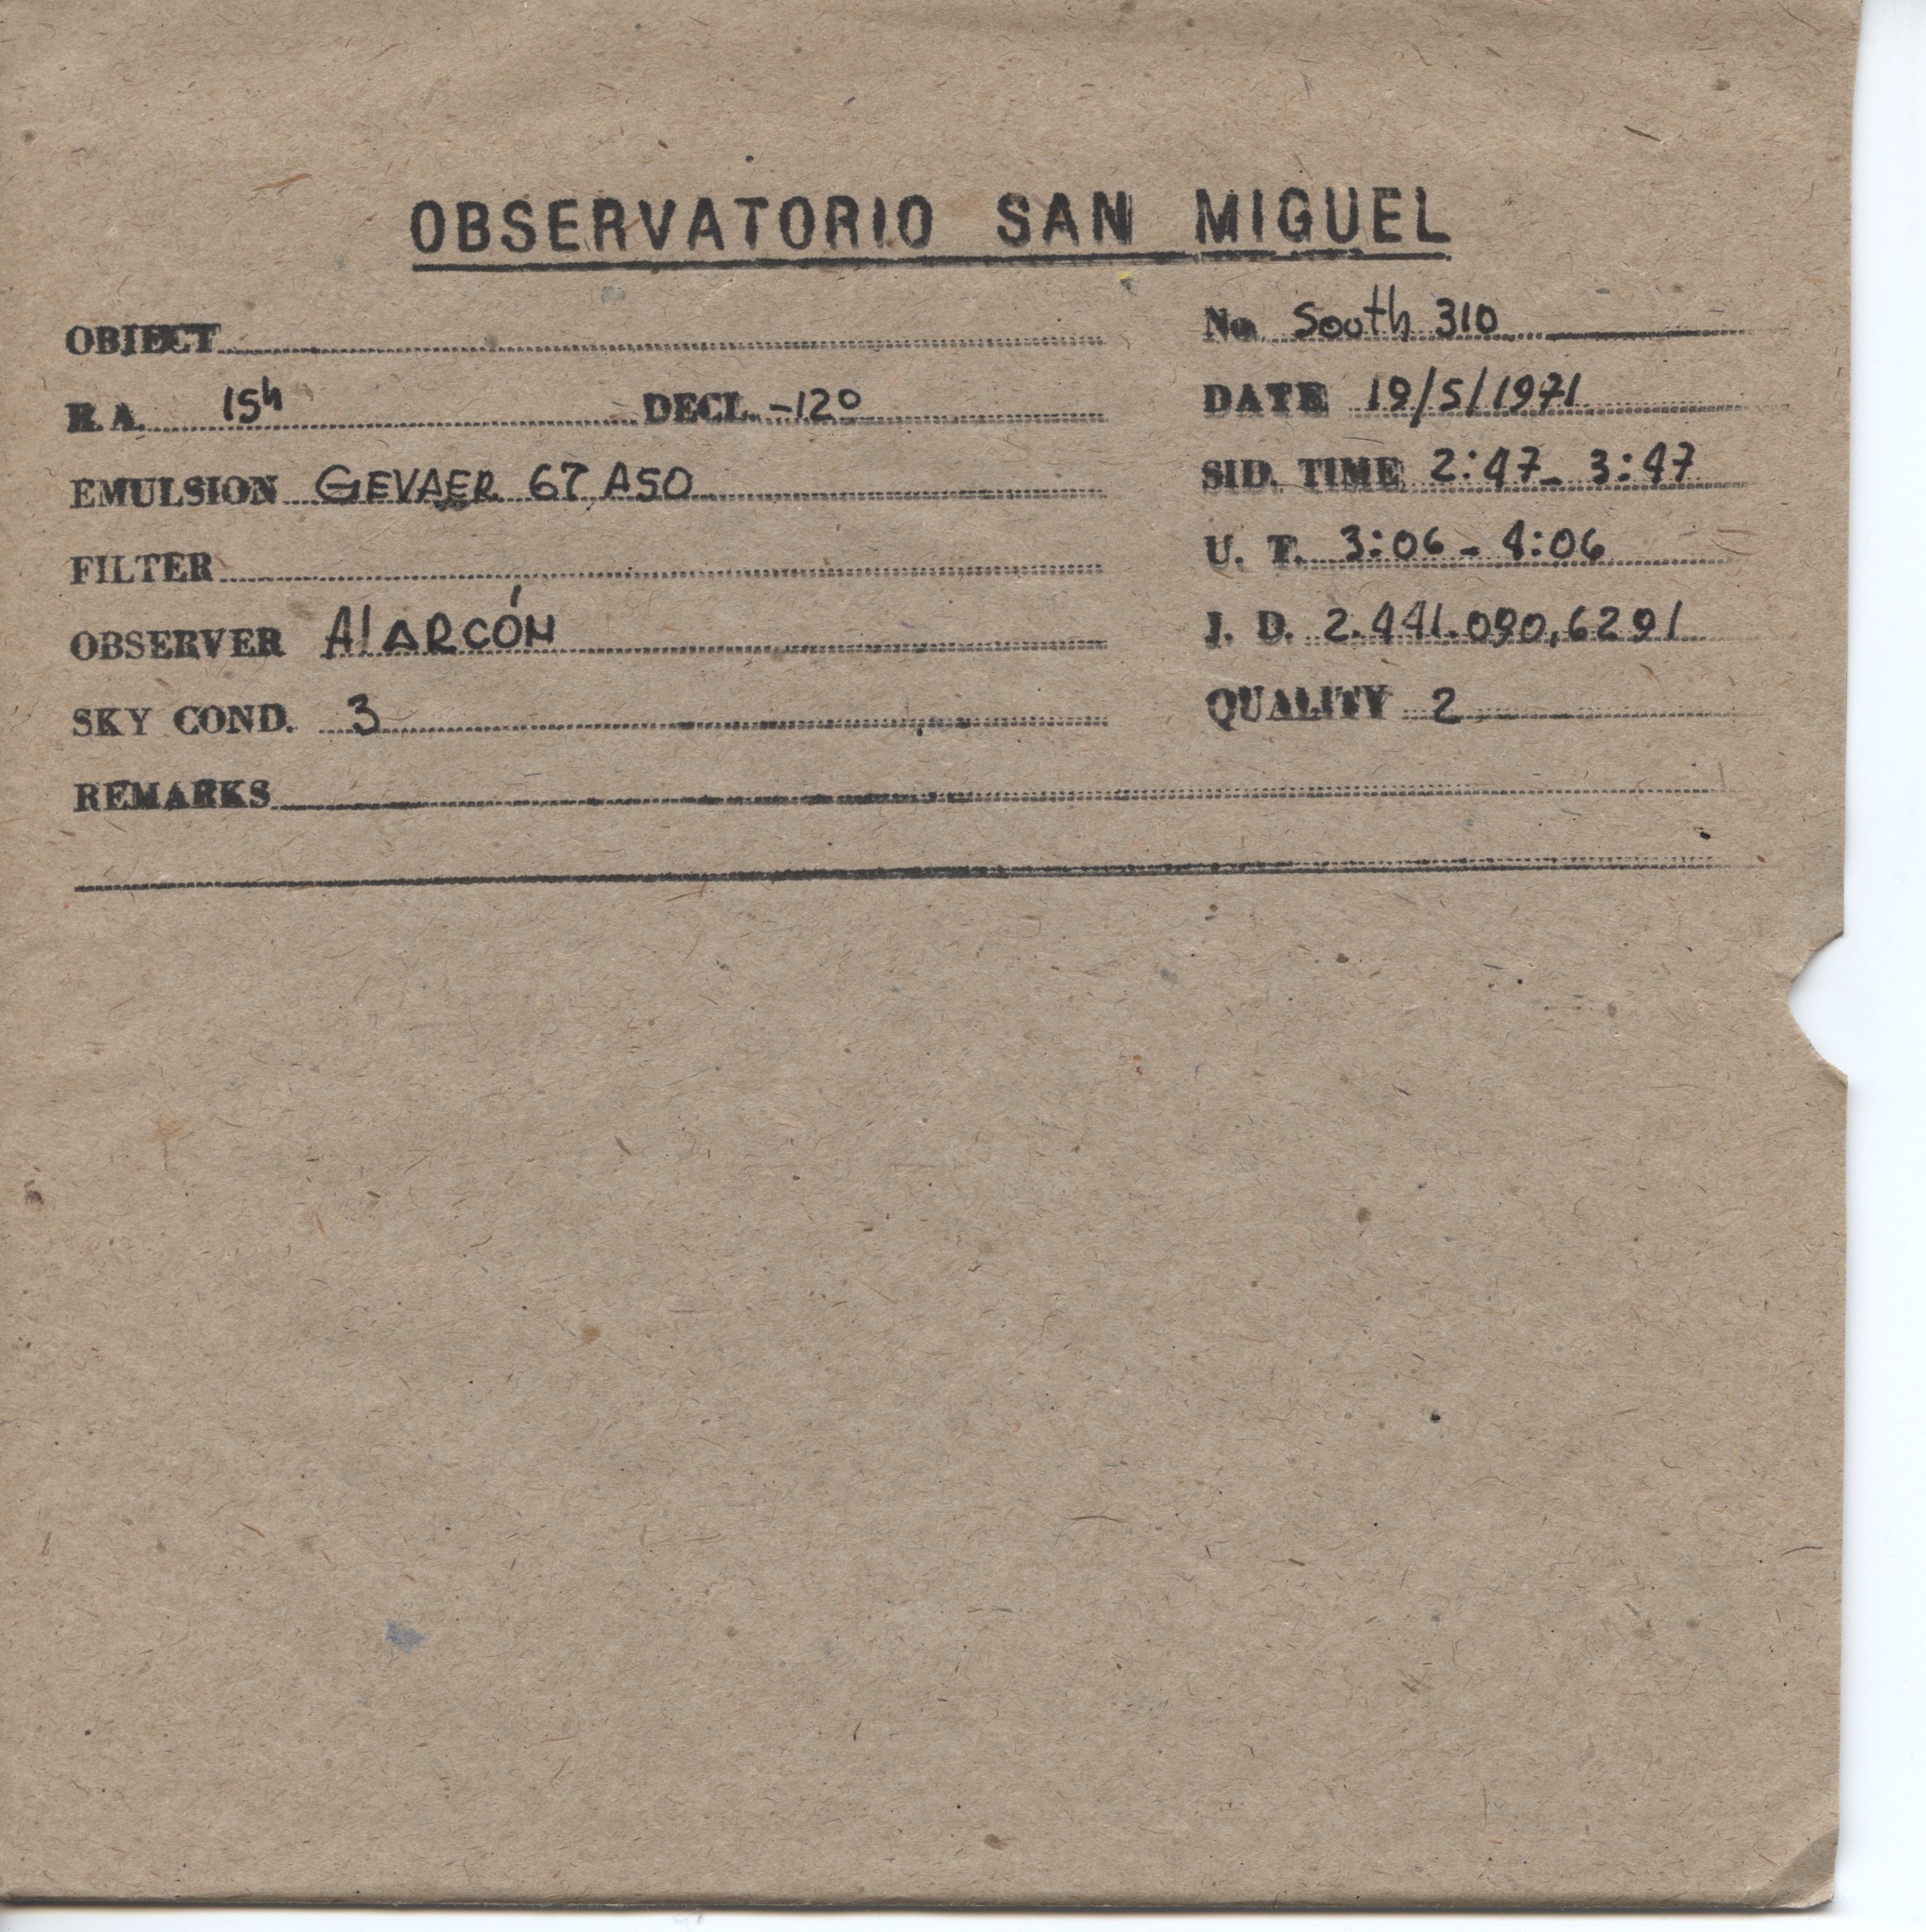 OBSERVATORIO SAN MIGUEL
OBJECT
No. South 310
R.A. 15h DECL. -12°
DATE 19/5/1971
EMULSION GEVAER 67 A50
SID. TIME 2:47 - 3:47
FILTER
U. T. 3:06 - 4:06
OBSERVER AlARCÓN
J. D. 2.441.090,6291
SKY COND. 3
QUALITY 2
REMARKS